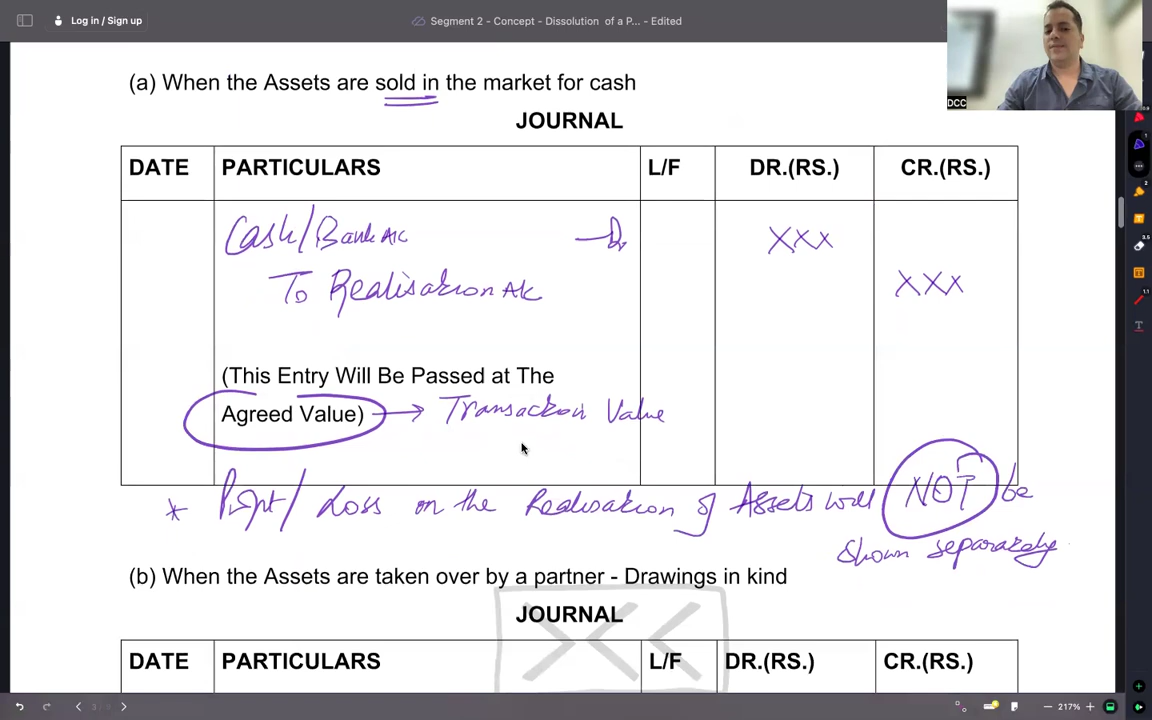 Log in / Sign up
Segment 2 - Concept - Dissolution of a P... - Edited
DCC
(a) When the Assets are sold in the market for cash
JOURNAL
DATE PARTICULARS L/F DR.(RS.) CR.(RS.)
Cash/Bank A/C Dr XXX
To Realisation A/C XXX
(This Entry Will Be Passed at The
Agreed Value) → Transaction Value
* Profit/Loss on the Realisation of Assets will NOT be
shown separately
(b) When the Assets are taken over by a partner - Drawings in kind
JOURNAL
DATE PARTICULARS L/F DR.(RS.) CR.(RS.)
217%